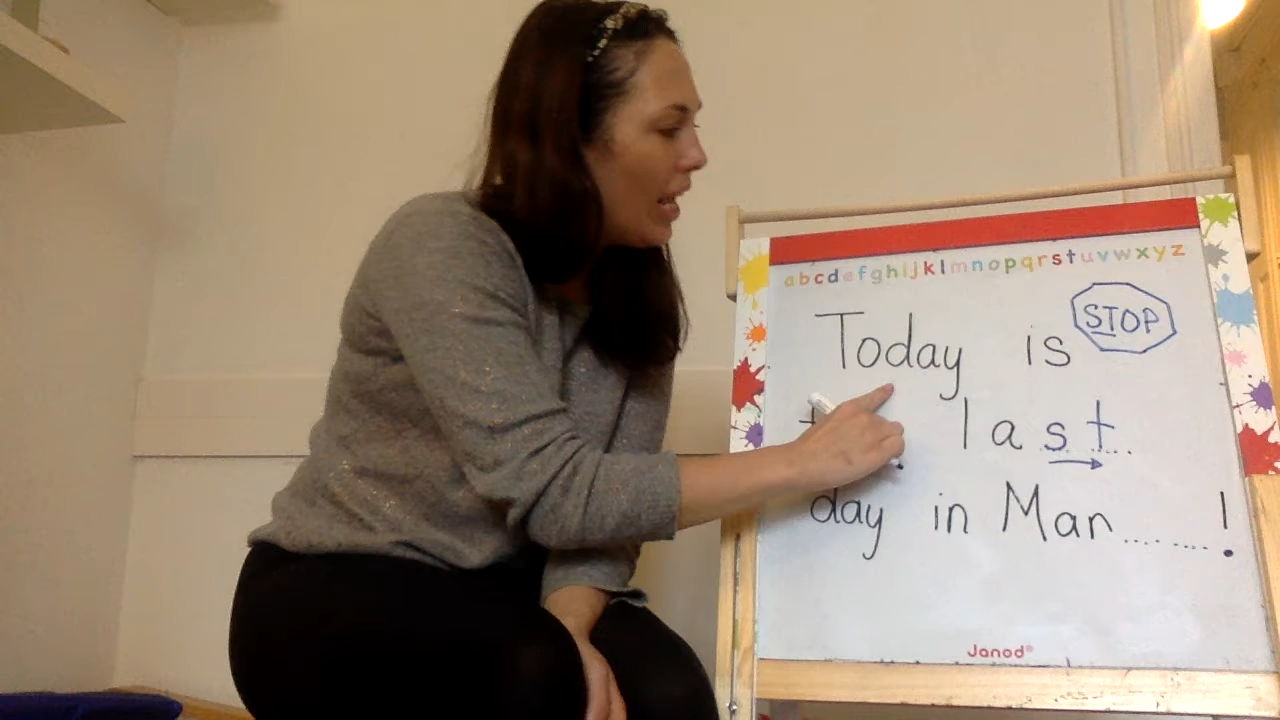 abcdefghijklmnopqrstuvwxyz
STOP
Today is
last....
day in Man........!
Janod®